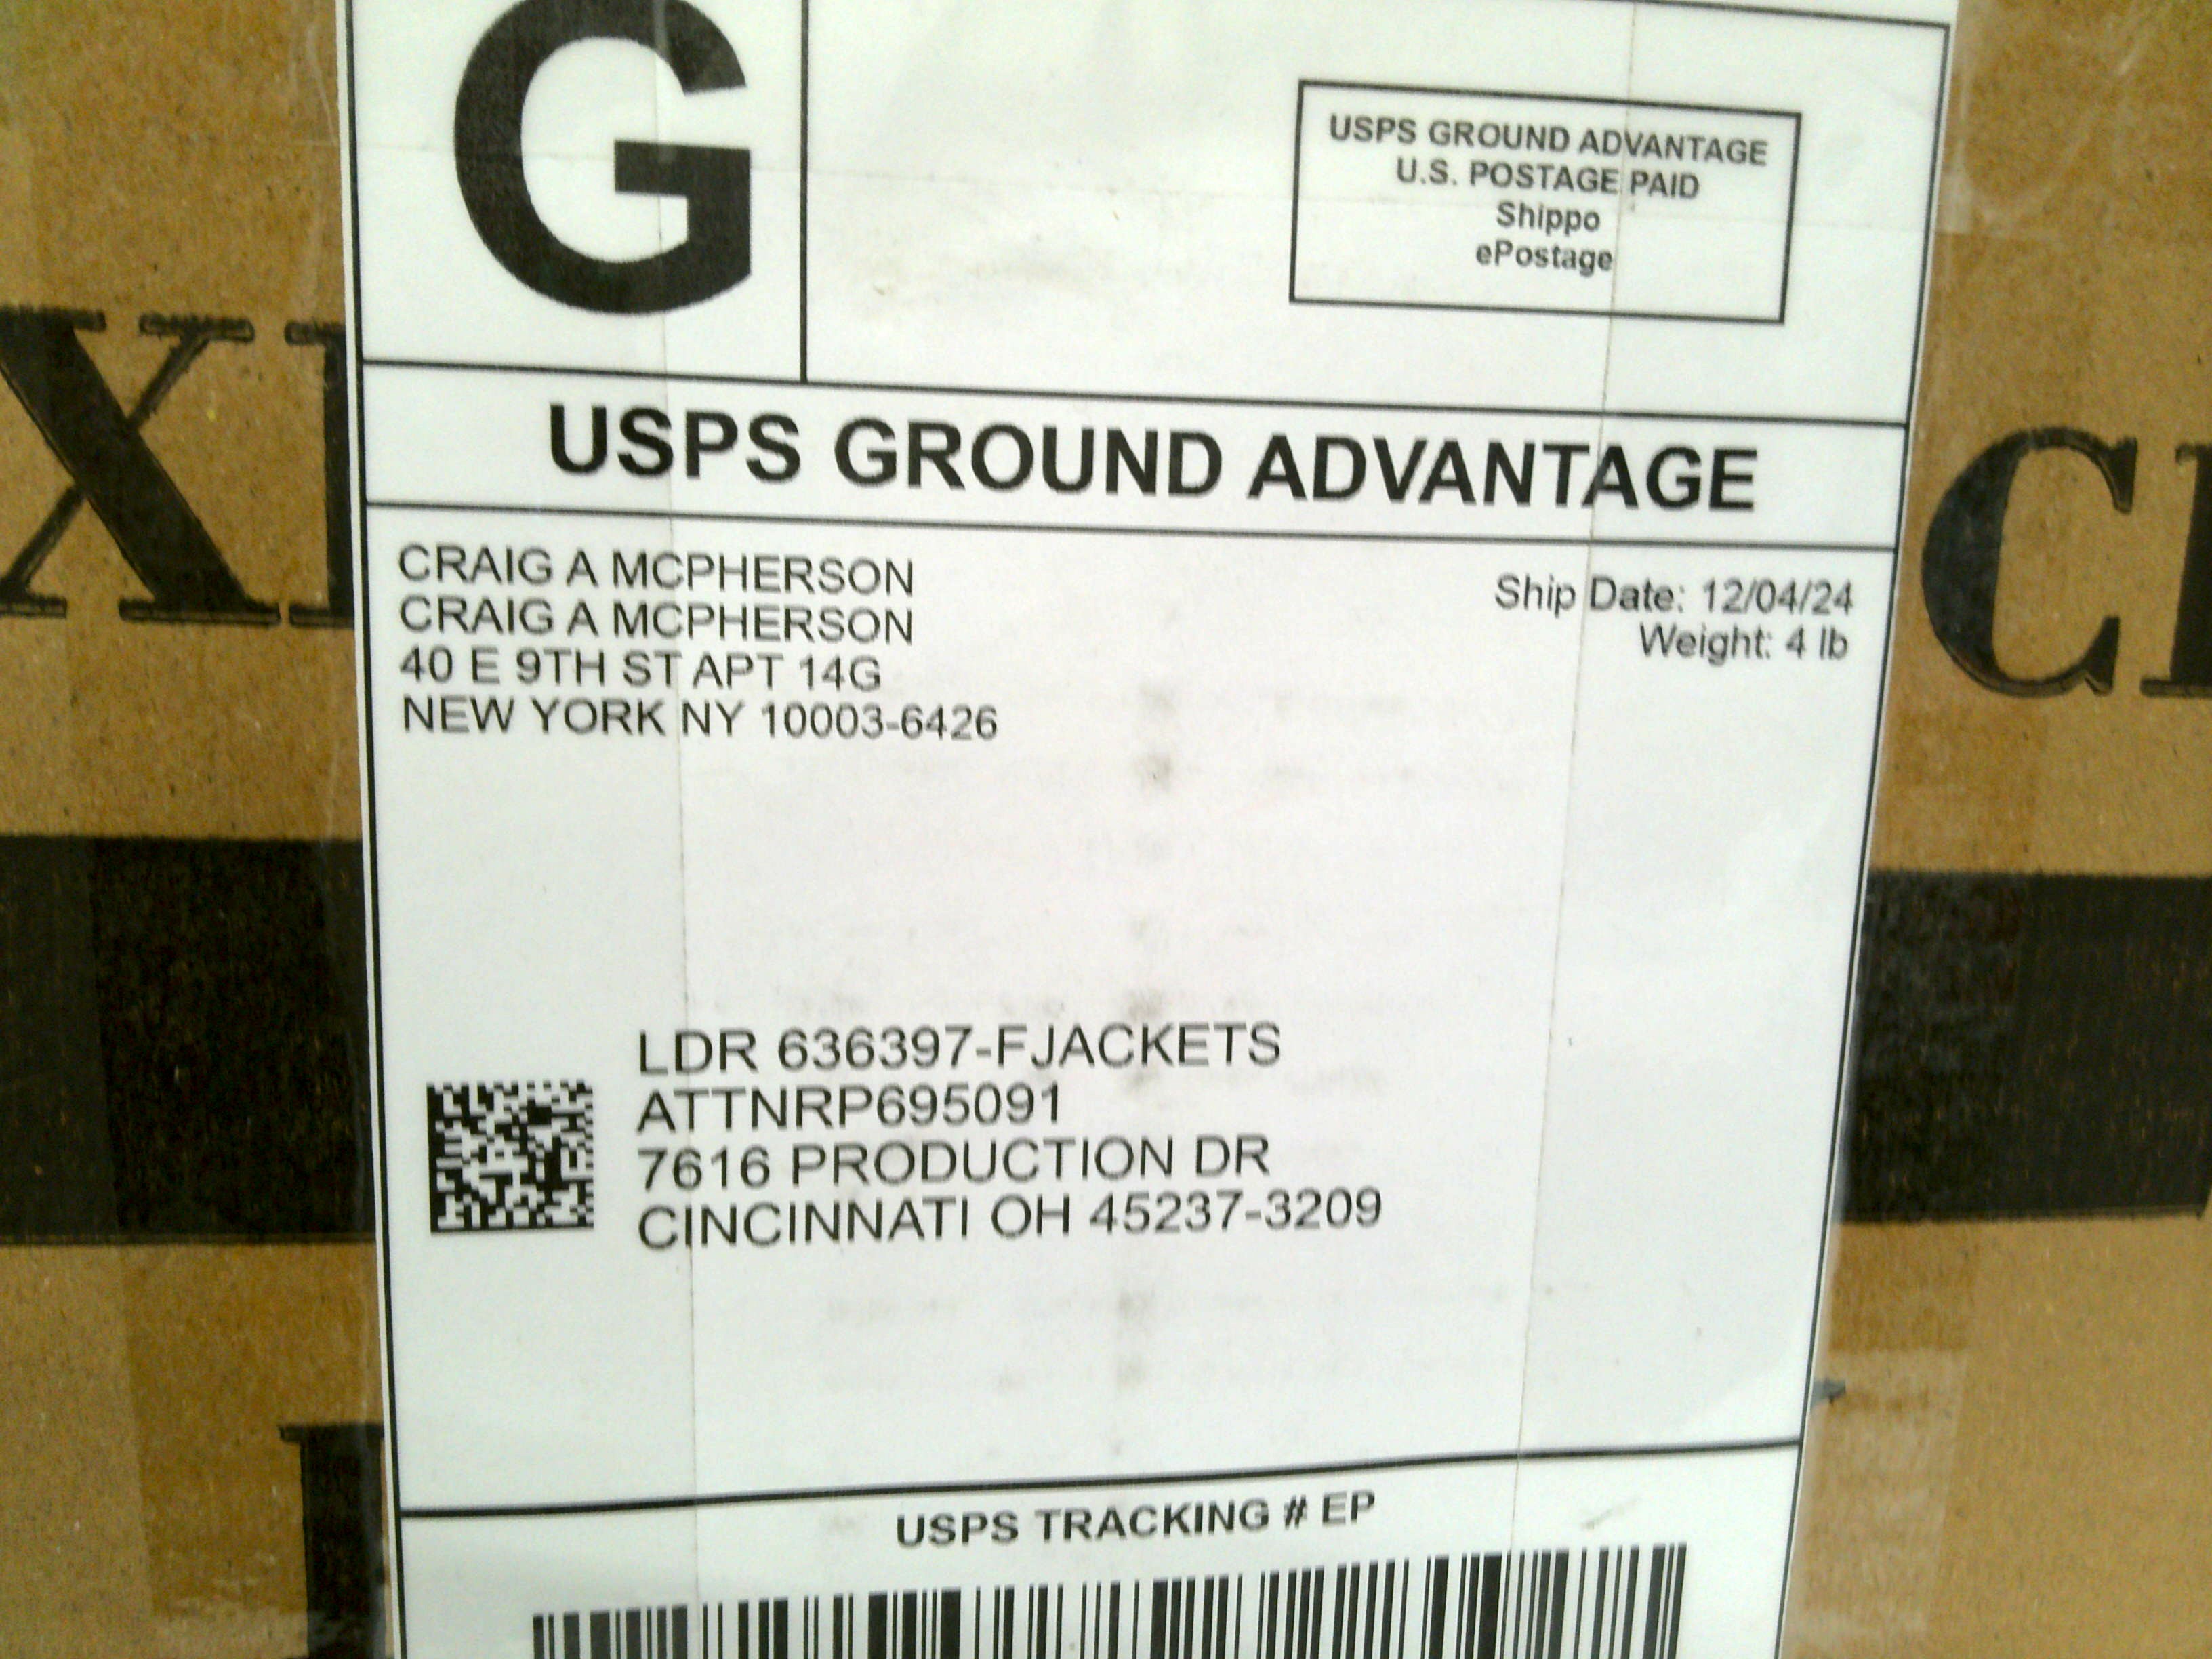 G
USPS GROUND ADVANTAGE
U.S. POSTAGE PAID
Shippo
ePostage
USPS GROUND ADVANTAGE
CRAIG A MCPHERSON
CRAIG A MCPHERSON
40 E 9TH ST APT 14G
NEW YORK NY 10003-6426
Ship Date: 12/04/24
Weight: 4 lb
LDR 636397-FJACKETS
ATTNRP695091
7616 PRODUCTION DR
CINCINNATI OH 45237-3209
USPS TRACKING # EP